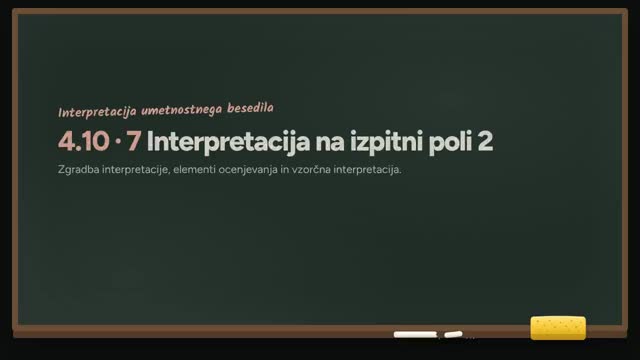 Interpretacija umetnostnega besedila
4.10 · 7 Interpretacija na izpitni poli 2
Zgradba interpretacije, elementi ocenjevanja in vzorčna interpretacija.